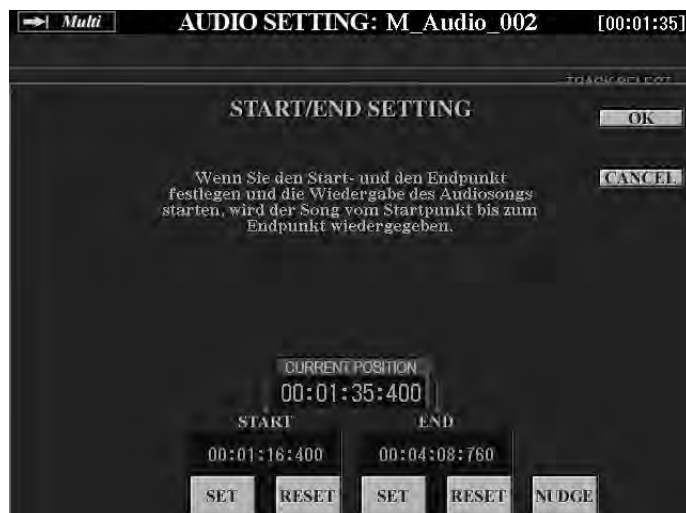 Multi AUDIO SETTING: M_Audio_002 [00:01:35]
TRACK SELECT
START/END SETTING
OK
Wenn Sie den Start- und den Endpunkt
CANCEL
festlegen und die Wiedergabe des Audiosongs
starten, wird der Song vom Startpunkt bis zum
Endpunkt wiedergegeben.
CURRENT POSITION
00:01:35:400
START END
00:01:16:400 00:04:08:760
SET RESET SET RESET NUDGE